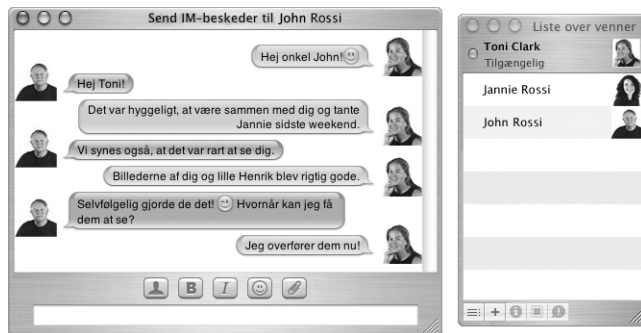 Send IM-beskeder til John Rossi
Hej onkel John!
Hej Toni!
Det var hyggeligt, at være sammen med dig og tante
Jannie sidste weekend.
Vi synes også, at det var rart at se dig.
Billederne af dig og lille Henrik blev rigtig gode.
Selvfølgelig gjorde de det! Hvornår kan jeg få
dem at se?
Jeg overfører dem nu!
B I
Liste over venner
Toni Clark
Tilgængelig
Jannie Rossi
John Rossi